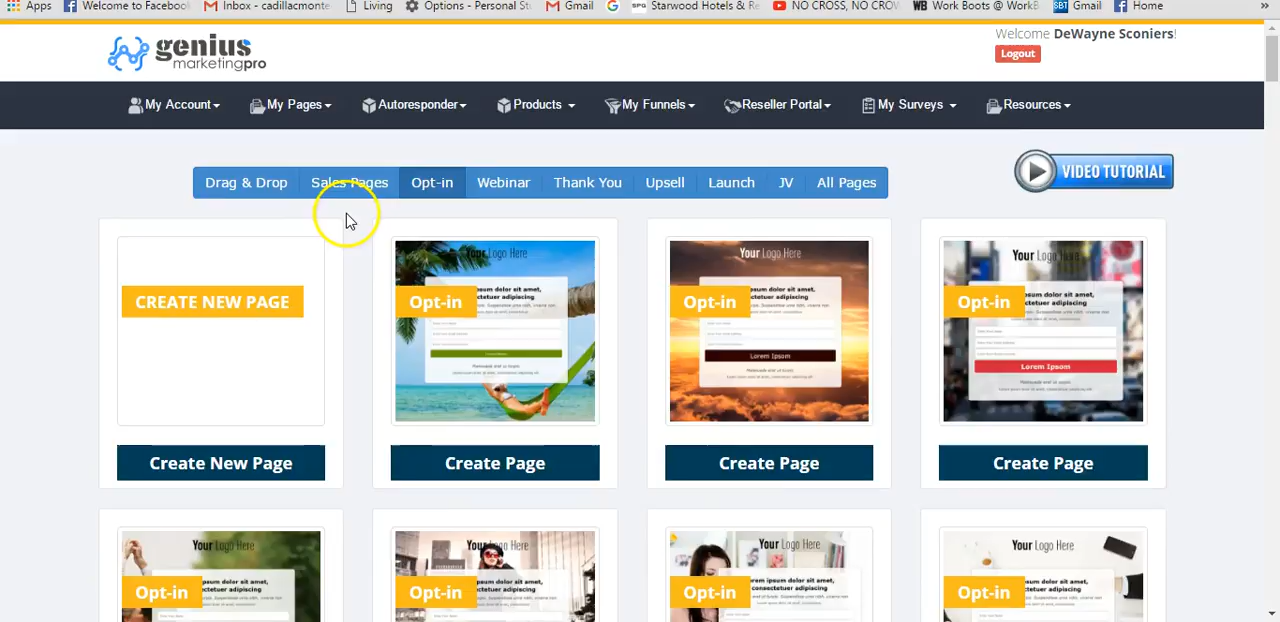 Apps Welcome to Facebook Inbox - cadillacmonte Living Options - Personal St Gmail Starwood Hotels & Re NO CROSS, NO CROW Work Boots @ WorkB Gmail Home »
genius
marketingpro
Welcome DeWayne Sconiers!
Logout
My Account My Pages Autoresponder Products My Funnels Reseller Portal My Surveys Resources
Drag & Drop Sales Pages Opt-in Webinar Thank You Upsell Launch JV All Pages
VIDEO TUTORIAL
CREATE NEW PAGE
Create New Page
Your Logo Here
Opt-in
Create Page
Your Logo Here
Opt-in
Lorem Ipsum
Create Page
Your Logo Here
Opt-in
Lorem Ipsum
Create Page
Your Logo Here
Opt-in
Your Logo Here
Opt-in
Your Logo Here
Opt-in
Your Logo Here
Opt-in